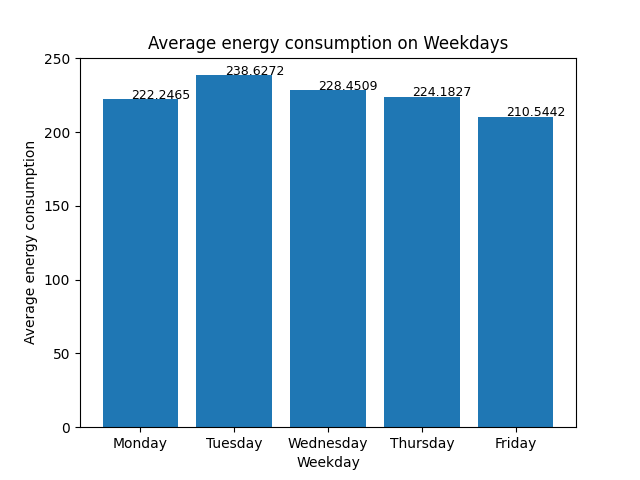 Average energy consumption on Weekdays
250
200
150
100
50
0
Average energy consumption
222.2465
238.6272
228.4509
224.1827
210.5442
Monday
Tuesday
Wednesday
Thursday
Friday
Weekday